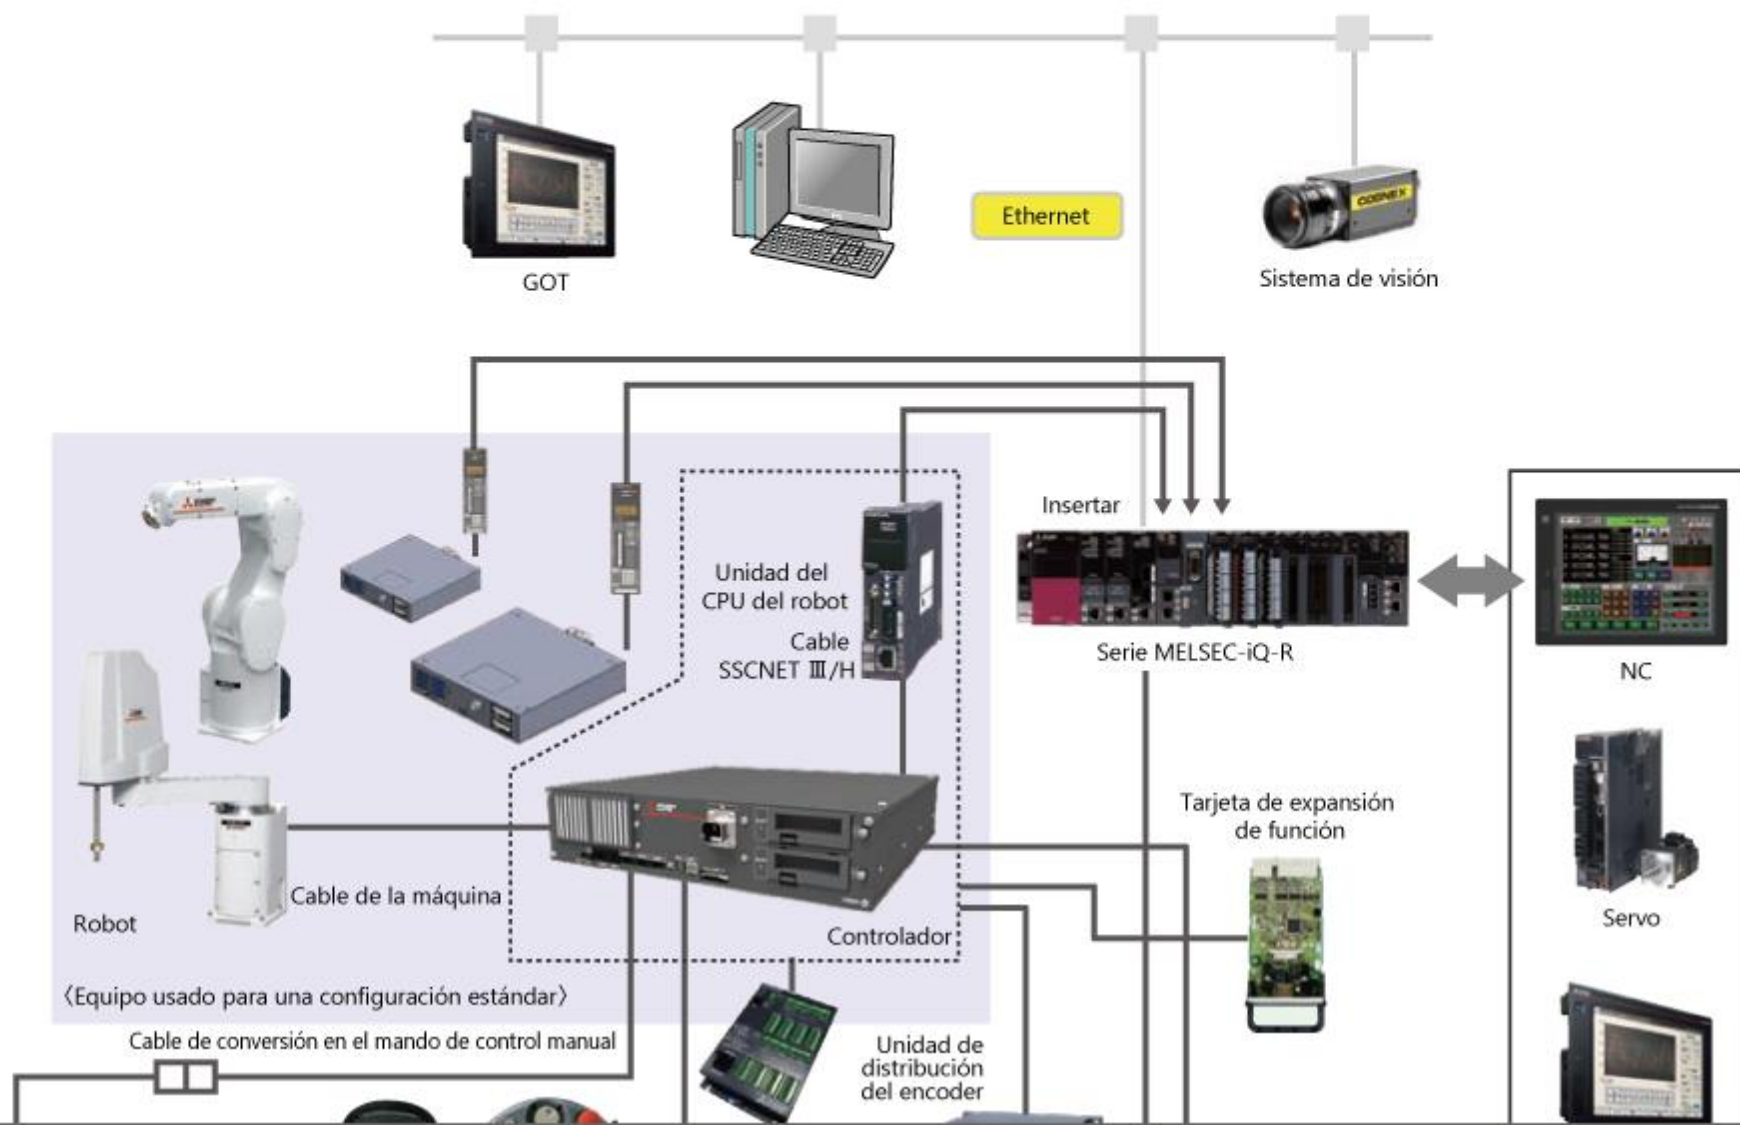 Ethernet
COGNEX
GOT
Sistema de visión
Insertar
Unidad del
CPU del robot
Cable
SSCNET Ⅲ/H
Serie MELSEC-iQ-R
NC
Tarjeta de expansión
de función
Cable de la máquina
Robot
Controlador
Servo
〈Equipo usado para una configuración estándar〉
Cable de conversión en el mando de control manual
Unidad de
distribución
del encoder